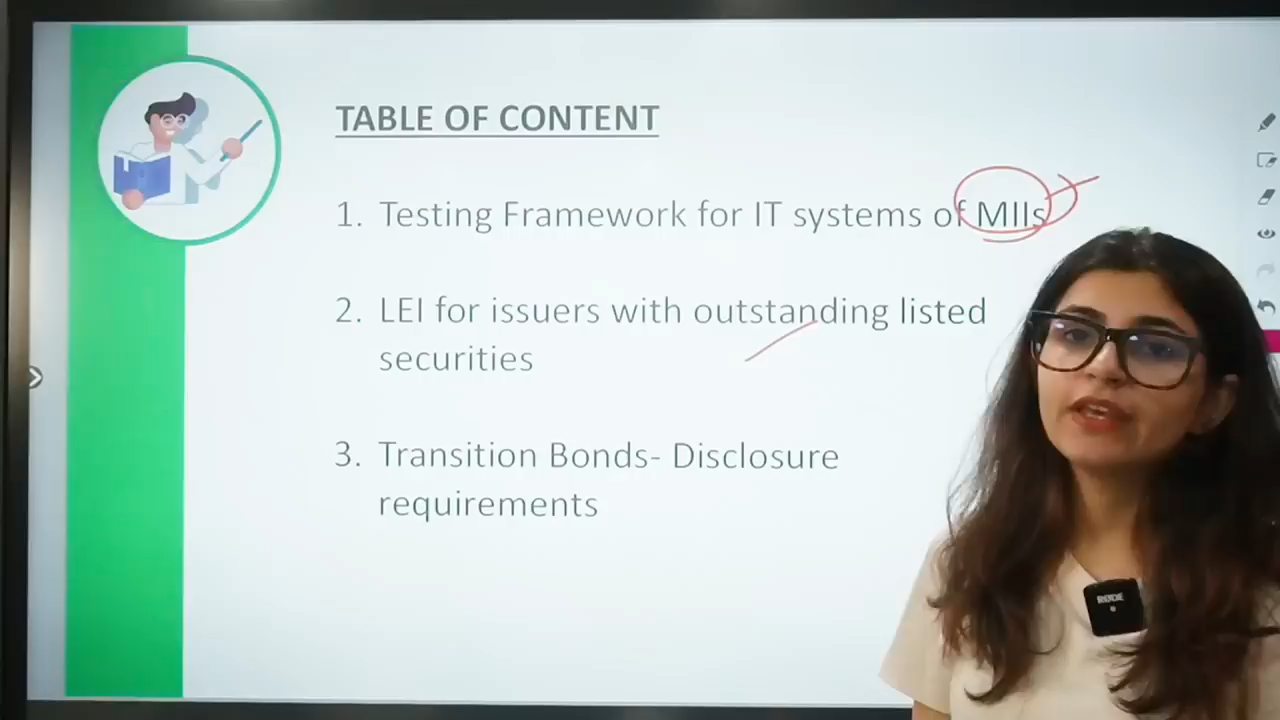 TABLE OF CONTENT
1. Testing Framework for IT systems of MIIs
2. LEI for issuers with outstanding listed
securities
3. Transition Bonds- Disclosure
requirements
RØDE